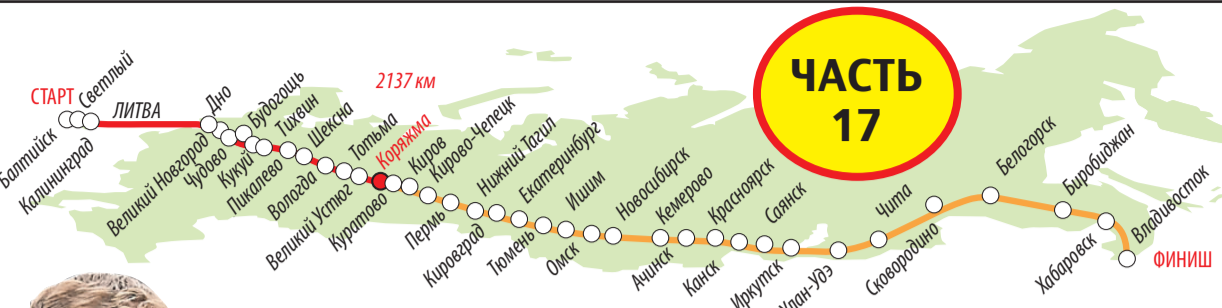 ЧАСТЬ
17
2137 км
СТАРТ
Балтийск
Светлый
Калининград
ЛИТВА
Дно
Великий Новгород
Чудово
Будогощь
Кукуй
Тихвин
Пикалево
Шексна
Вологда
Тотьма
Великий Устюг
Коряжма
Куратово
Киров
Кирово-Чепецк
Пермь
Нижний Тагил
Кировград
Екатеринбург
Тюмень
Ишим
Омск
Новосибирск
Кемерово
Ачинск
Красноярск
Канск
Саянск
Иркутск
Улан-Удэ
Чита
Сковородино
Белогорск
Биробиджан
Хабаровск
Владивосток
ФИНИШ